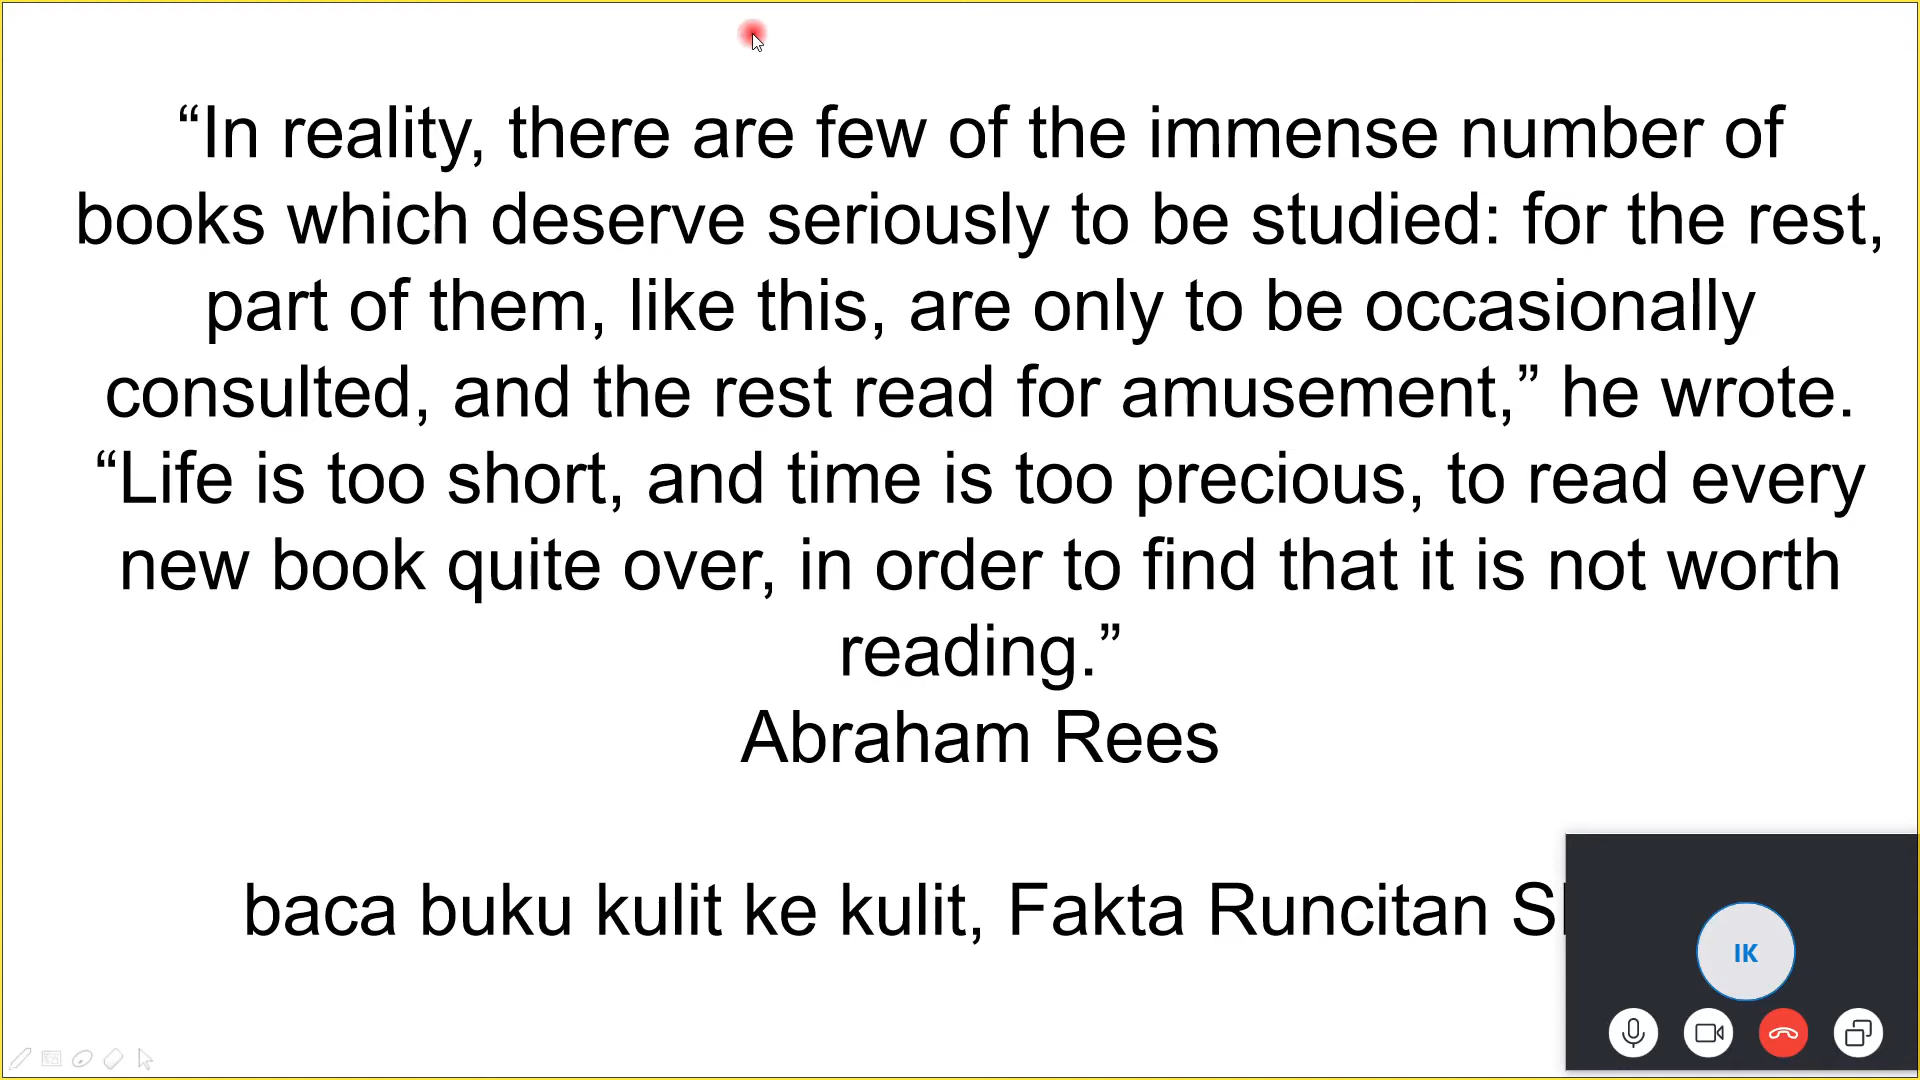 “In reality, there are few of the immense number of
books which deserve seriously to be studied: for the rest,
part of them, like this, are only to be occasionally
consulted, and the rest read for amusement,” he wrote.
“Life is too short, and time is too precious, to read every
new book quite over, in order to find that it is not worth
reading.”
Abraham Rees
baca buku kulit ke kulit, Fakta Runcitan
IK